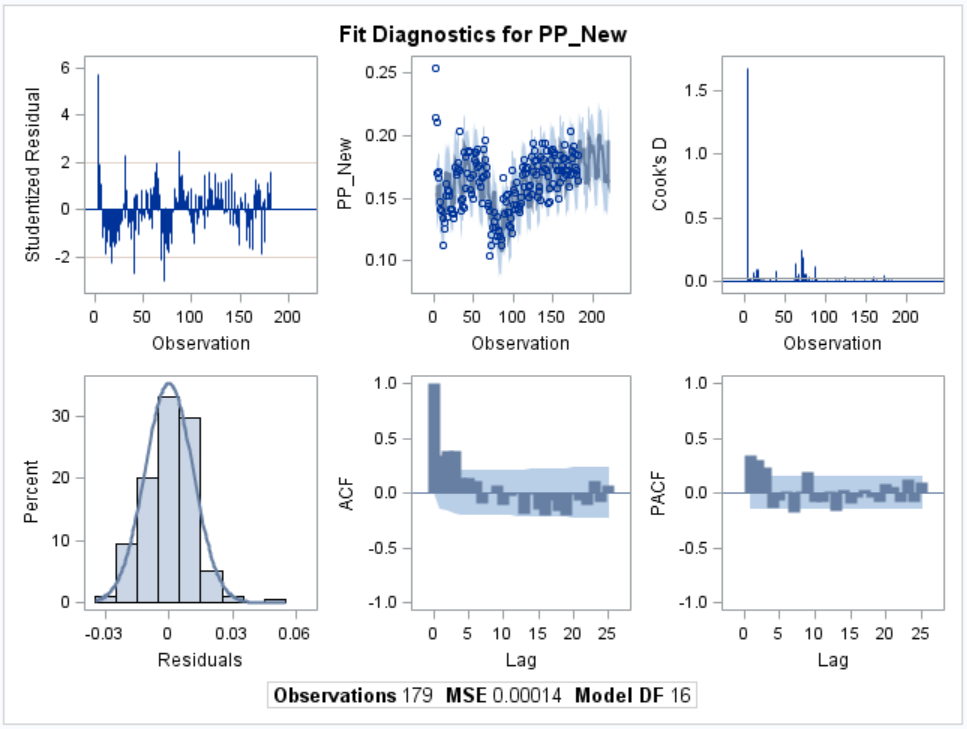 Fit Diagnostics for PP_New
Studentized Residual
6
4
2
0
-2
0 50 100 150 200
Observation
PP_New
0.25
0.20
0.15
0.10
0 50 100 150 200
Observation
Cook's D
1.5
1.0
0.5
0.0
0 50 100 150 200
Observation
Percent
30
20
10
0
-0.03 0 0.03 0.06
Residuals
ACF
1.0
0.5
0.0
-0.5
-1.0
0 5 10 15 20 25
Lag
PACF
1.0
0.5
0.0
-0.5
-1.0
0 5 10 15 20 25
Lag
Observations 179 MSE 0.00014 Model DF 16